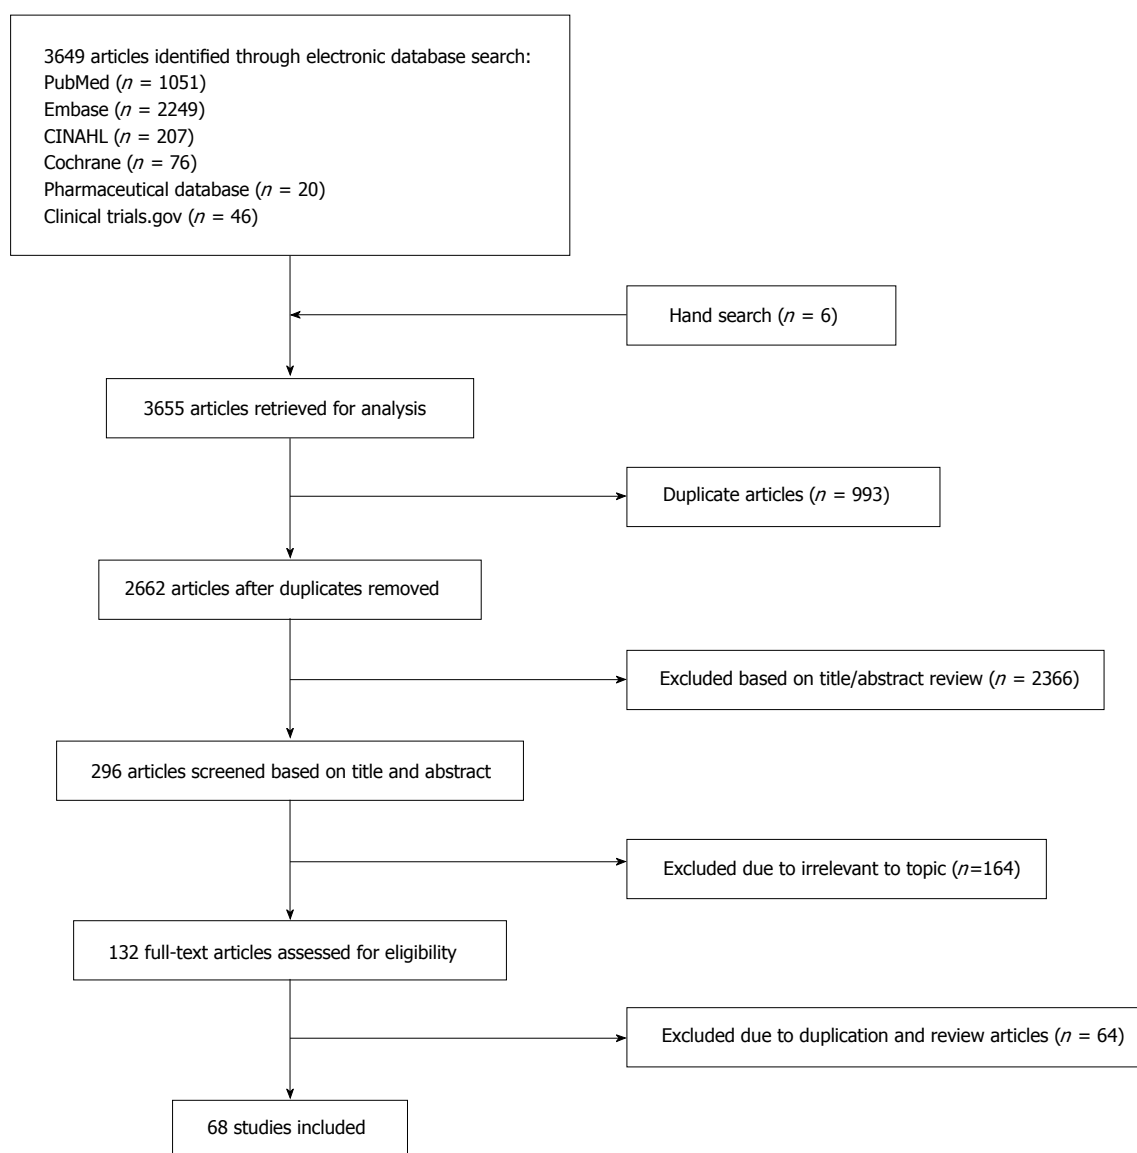 3649 articles identified through electronic database search:
PubMed (n = 1051)
Embase (n = 2249)
CINAHL (n = 207)
Cochrane (n = 76)
Pharmaceutical database (n = 20)
Clinical trials.gov (n = 46)
Hand search (n = 6)
3655 articles retrieved for analysis
Duplicate articles (n = 993)
2662 articles after duplicates removed
Excluded based on title/abstract review (n = 2366)
296 articles screened based on title and abstract
Excluded due to irrelevant to topic (n=164)
132 full-text articles assessed for eligibility
Excluded due to duplication and review articles (n = 64)
68 studies included